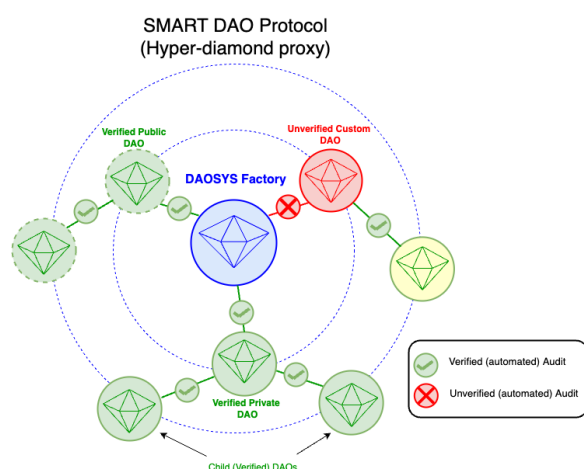 SMART DAO Protocol
(Hyper-diamond proxy)
Verified Public
DAO
Unverified Custom
DAO
DAOSYS Factory
Verified (automated) Audit
Unverified (automated) Audit
Verified Private
DAO
Child (Verified) DAOs